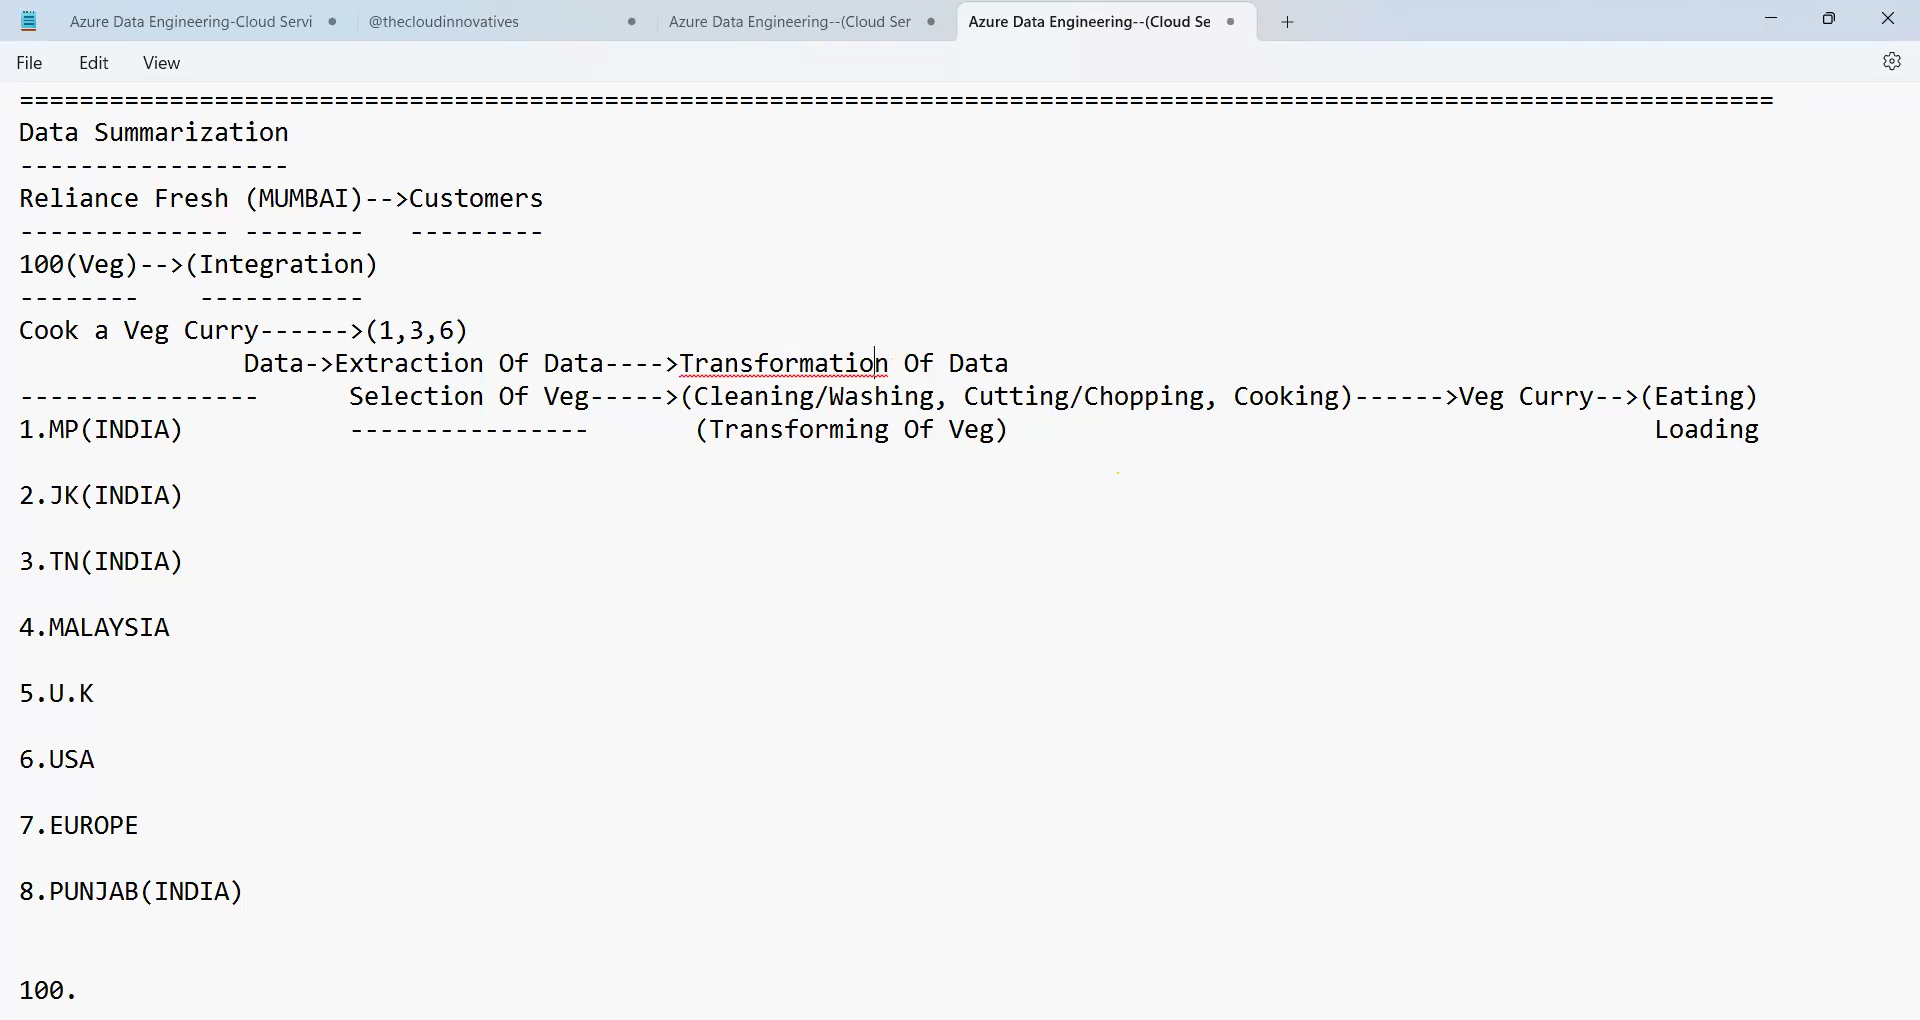 Azure Data Engineering-Cloud Servi @thecloudinnovatives Azure Data Engineering--(Cloud Ser Azure Data Engineering--(Cloud Se
File Edit View
=====================================================================================================================
Data Summarization
------------------
Reliance Fresh (MUMBAI)-->Customers
-------------- -------- ---------
100(Veg)-->(Integration)
-------- -----------
Cook a Veg Curry------>(1,3,6)
Data->Extraction Of Data---->Transformation Of Data
---------------- Selection Of Veg----->(Cleaning/Washing, Cutting/Chopping, Cooking)------>Veg Curry-->(Eating)
1.MP(INDIA) ---------------- (Transforming Of Veg) Loading
2.JK(INDIA)
3.TN(INDIA)
4.MALAYSIA
5.U.K
6.USA
7.EUROPE
8.PUNJAB(INDIA)
100.